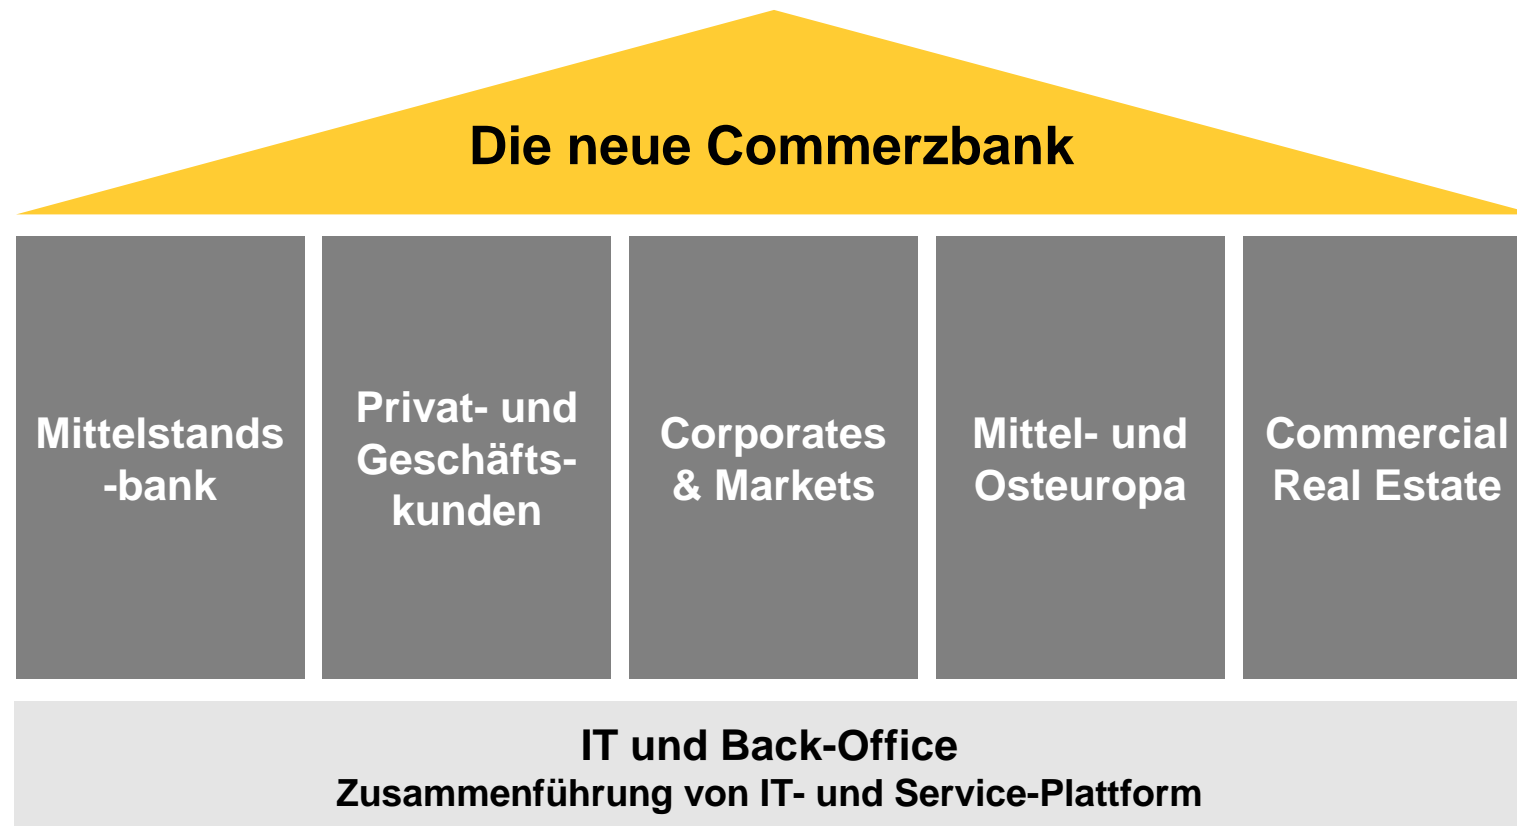 Die neue Commerzbank
Mittelstands
-bank
Privat- und
Geschäfts-
kunden
Corporates
& Markets
Mittel- und
Osteuropa
Commercial
Real Estate
IT und Back-Office
Zusammenführung von IT- und Service-Plattform